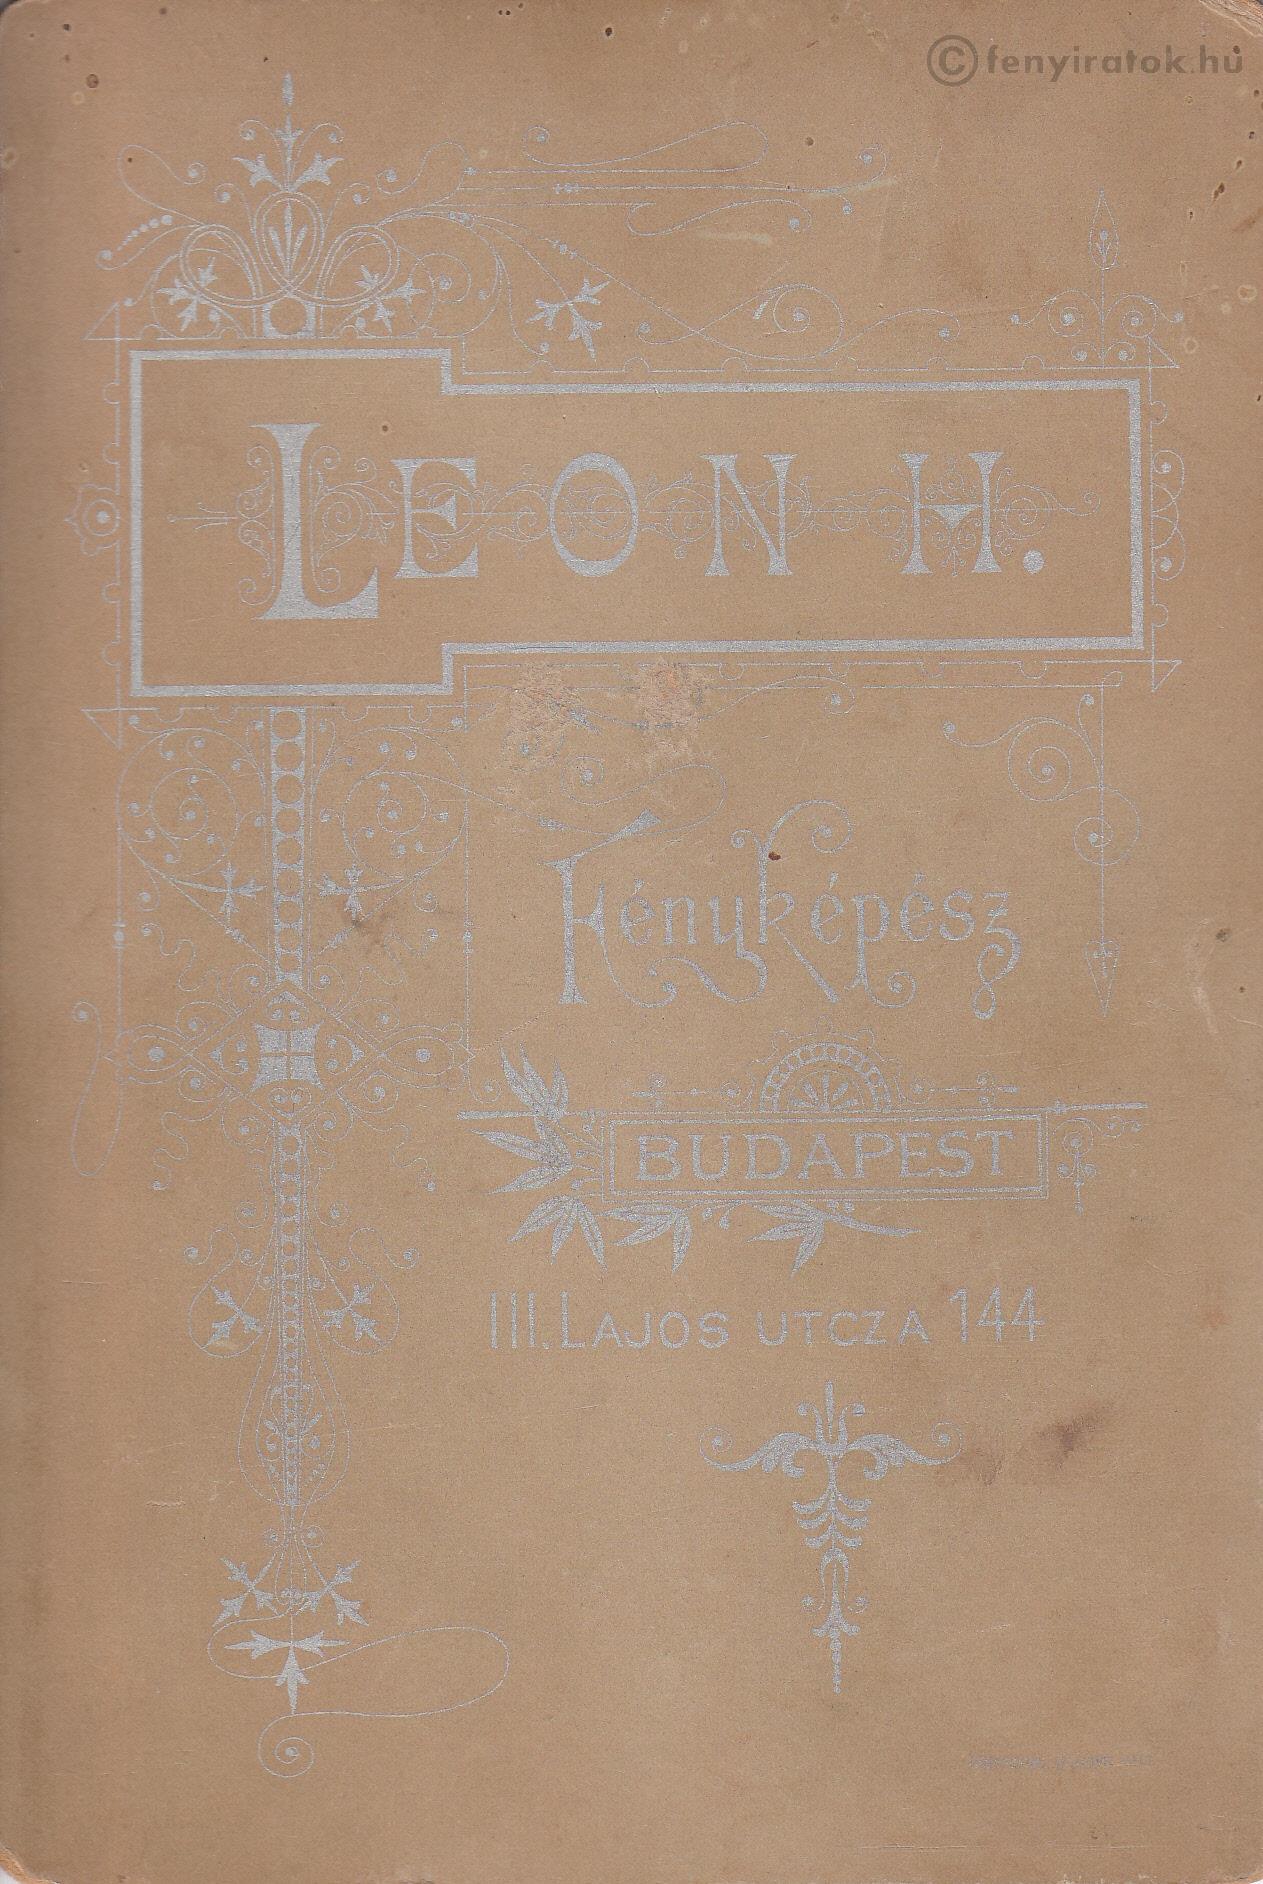 ©fenyiratok.hu
LEON H.
Fényképész
BUDAPEST
III. LAJOS UTCZA 144